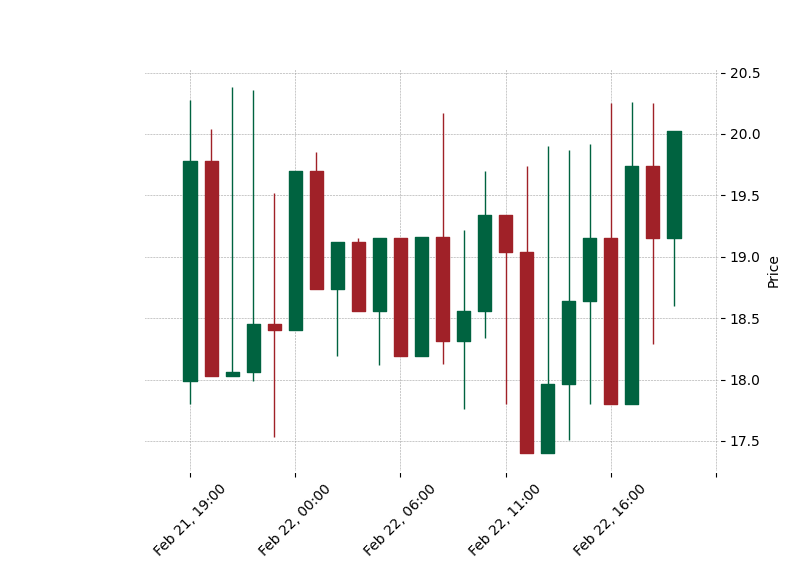 20.5
20.0
19.5
19.0
18.5
18.0
17.5
Price
Feb 21, 19:00
Feb 22, 00:00
Feb 22, 06:00
Feb 22, 11:00
Feb 22, 16:00